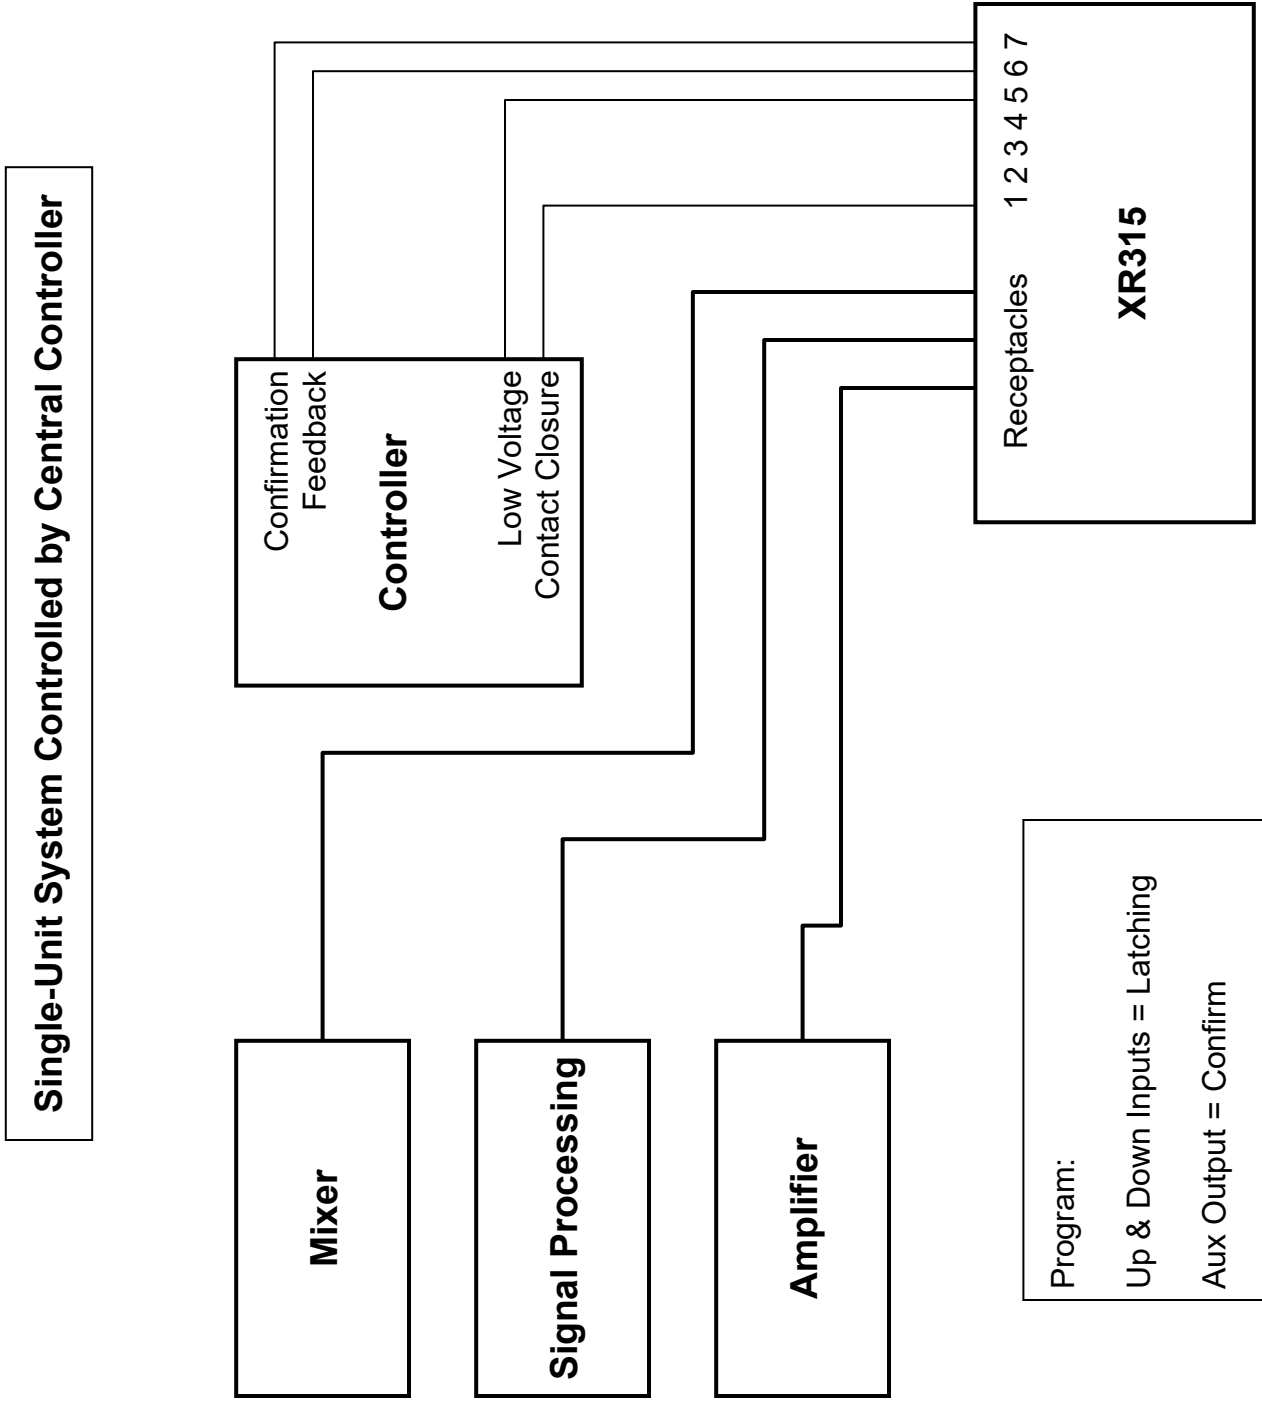 Single-Unit System Controlled by Central Controller
Mixer
Signal Processing
Amplifier
Confirmation
Feedback
Controller
Low Voltage
Contact Closure
Receptacles 1 2 3 4 5 6 7
XR315
Program:
Up & Down Inputs = Latching
Aux Output = Confirm